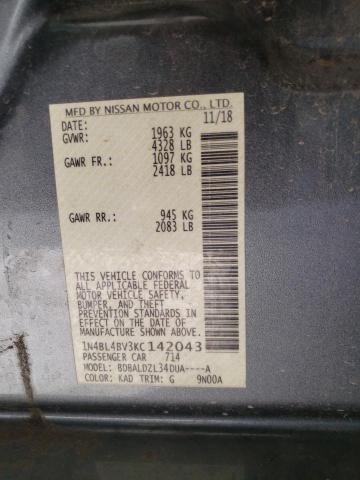 MFD BY NISSAN MOTOR CO., LTD.
DATE: 11/18
GVWR: 1963 KG
4328 LB
GAWR FR.: 1097 KG
2418 LB
GAWR RR.: 945 KG
2083 LB
THIS VEHICLE CONFORMS TO
ALL APPLICABLE FEDERAL
MOTOR VEHICLE SAFETY,
BUMPER, AND THEFT
PREVENTION STANDARDS
IN EFFECT ON THE DATE OF
MANUFACTURE SHOWN ABOVE.
1N4BL4BV3KC142043
PASSENGER CAR 714
MODEL: BDBALDZL34DUA----A
COLOR: KAD TRIM: G 9N00A